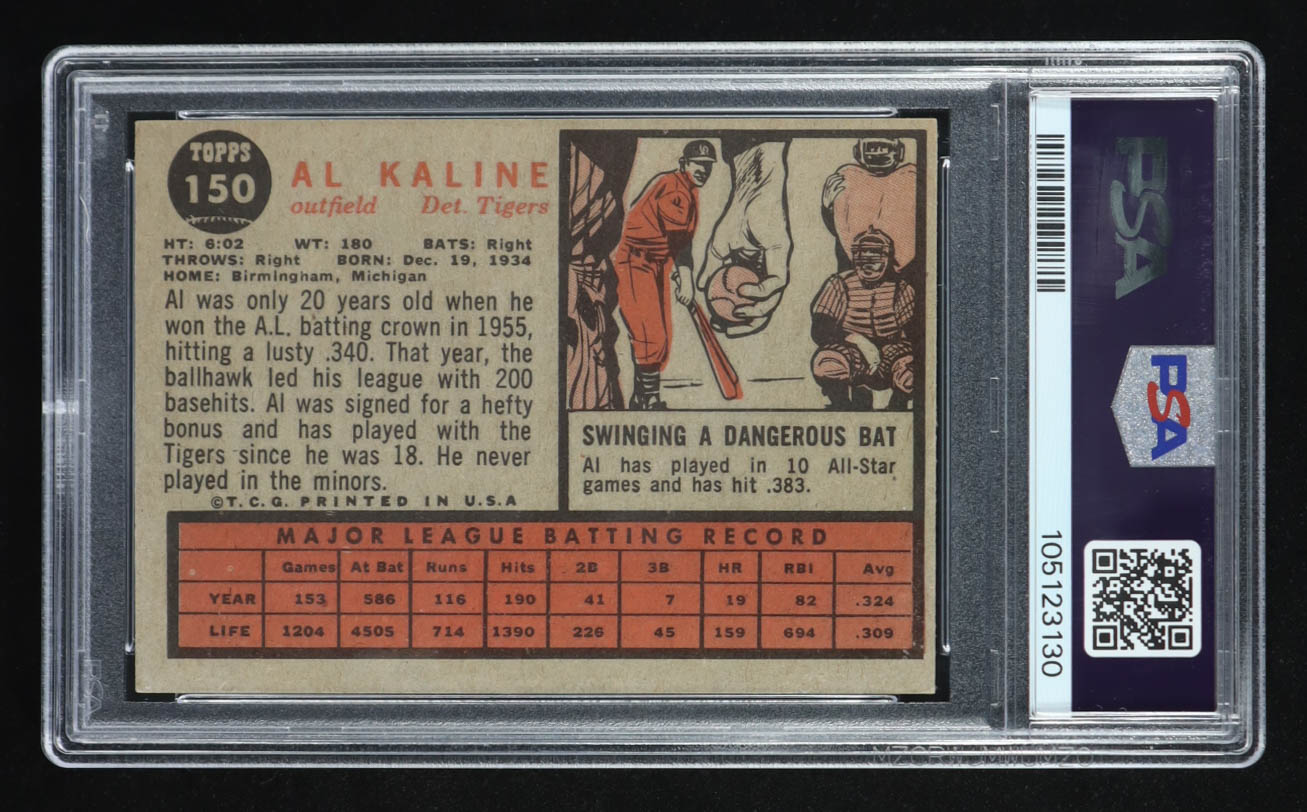 TOPPS
150
AL KALINE
outfield Det. Tigers
HT: 6:02 WT: 180 BATS: Right
THROWS: Right BORN: Dec. 19, 1934
HOME: Birmingham, Michigan
Al was only 20 years old when he
won the A.L. batting crown in 1955,
hitting a lusty .340. That year, the
ballhawk led his league with 200
basehits. Al was signed for a hefty
bonus and has played with the
Tigers since he was 18. He never
played in the minors.
©T.C.G. PRINTED IN U.S.A
SWINGING A DANGEROUS BAT
Al has played in 10 All-Star
games and has hit .383.
MAJOR LEAGUE BATTING RECORD
Games At Bat Runs Hits 2B 3B HR RBI Avg
YEAR 153 586 116 190 41 7 19 82 .324
LIFE 1204 4505 714 1390 226 45 159 694 .309
PSA
PSA
105123130